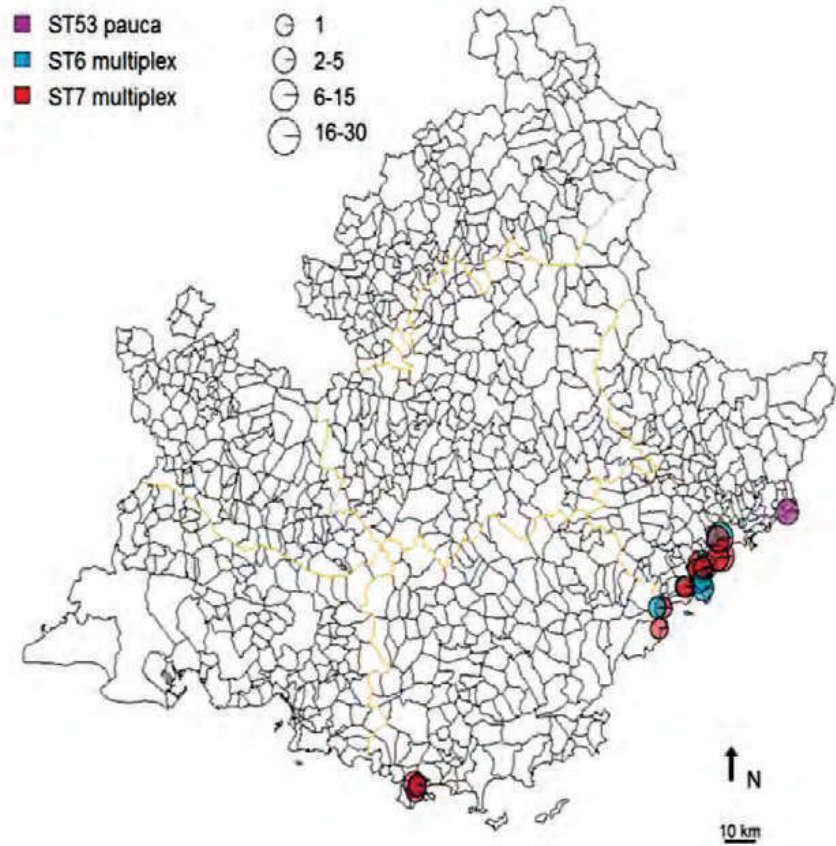 ST53 pauca
ST6 multiplex
ST7 multiplex
1
2-5
6-15
16-30
N
10 km